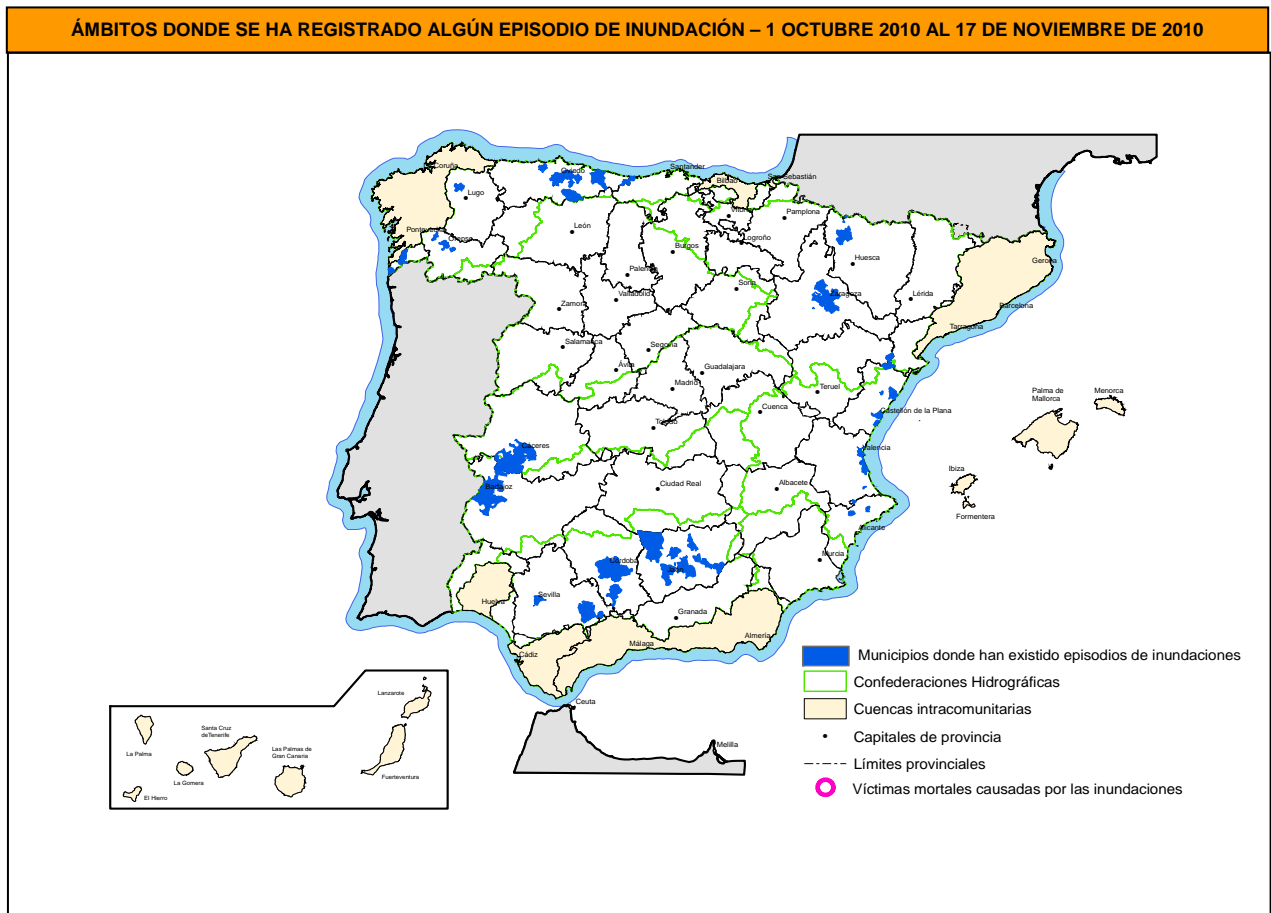 ÁMBITOS DONDE SE HA REGISTRADO ALGÚN EPISODIO DE INUNDACIÓN – 1 OCTUBRE 2010 AL 17 DE NOVIEMBRE DE 2010
Coruña
Oviedo
Santander
Bilbao
San Sebastián
Lugo
Vitoria
Pamplona
Pontevedra
Orense
León
Logroño
Burgos
Huesca
Gerona
Palencia
Soria
Zaragoza
Lérida
Zamora
Valladolid
Barcelona
Tarragona
Salamanca
Segovia
Ávila
Guadalajara
Madrid
Teruel
Palma de
Mallorca
Menorca
Cuenca
Castellón de la Plana
Toledo
Cáceres
Valencia
Ibiza
Badajoz
Ciudad Real
Albacete
Formentera
Alicante
Córdoba
Jaén
Murcia
Sevilla
Huelva
Granada
Almería
Málaga
Cádiz
Ceuta
Melilla
Lanzarote
Santa Cruz
deTenerife
Las Palmas de
Gran Canaria
La Palma
La Gomera
Fuerteventura
El Hierro
Municipios donde han existido episodios de inundaciones
Confederaciones Hidrográficas
Cuencas intracomunitarias
Capitales de provincia
Límites provinciales
Víctimas mortales causadas por las inundaciones